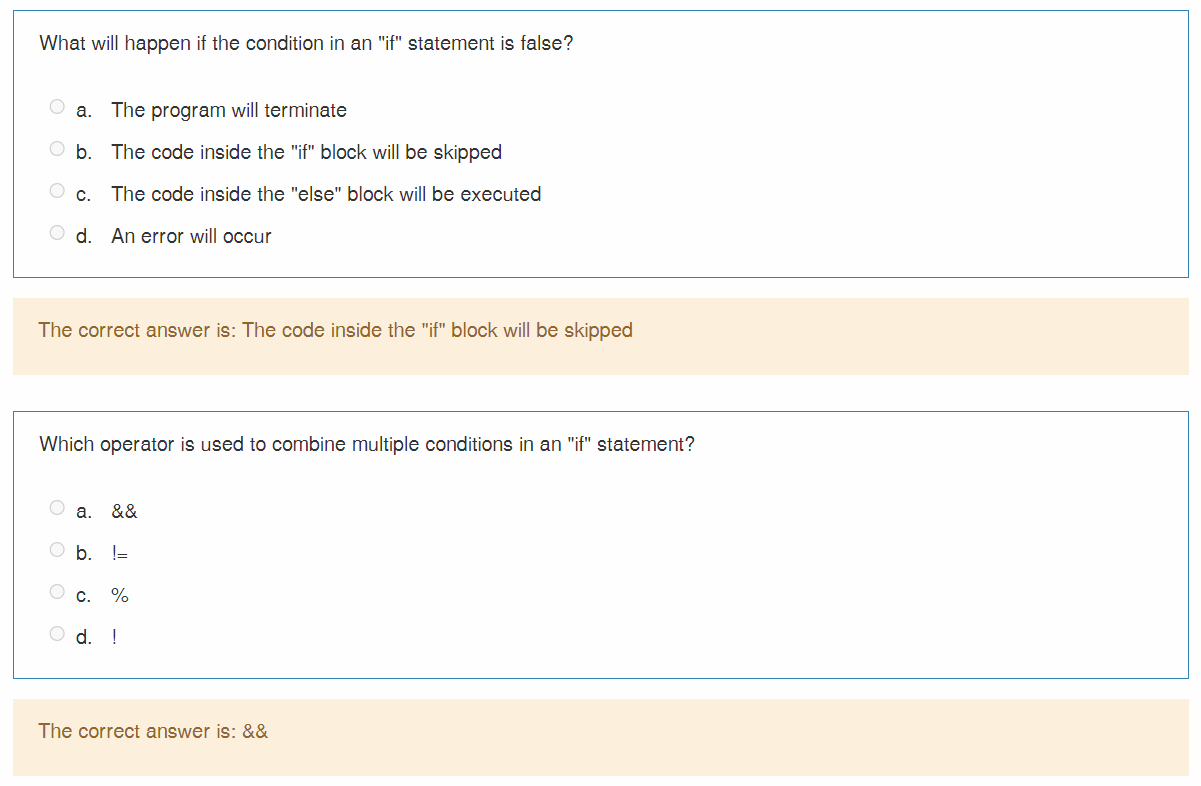 What will happen if the condition in an "if" statement is false?
a. The program will terminate
b. The code inside the "if" block will be skipped
c. The code inside the "else" block will be executed
d. An error will occur
The correct answer is: The code inside the "if" block will be skipped
Which operator is used to combine multiple conditions in an "if" statement?
a. &&
b. !=
c. %
d. !
The correct answer is: &&